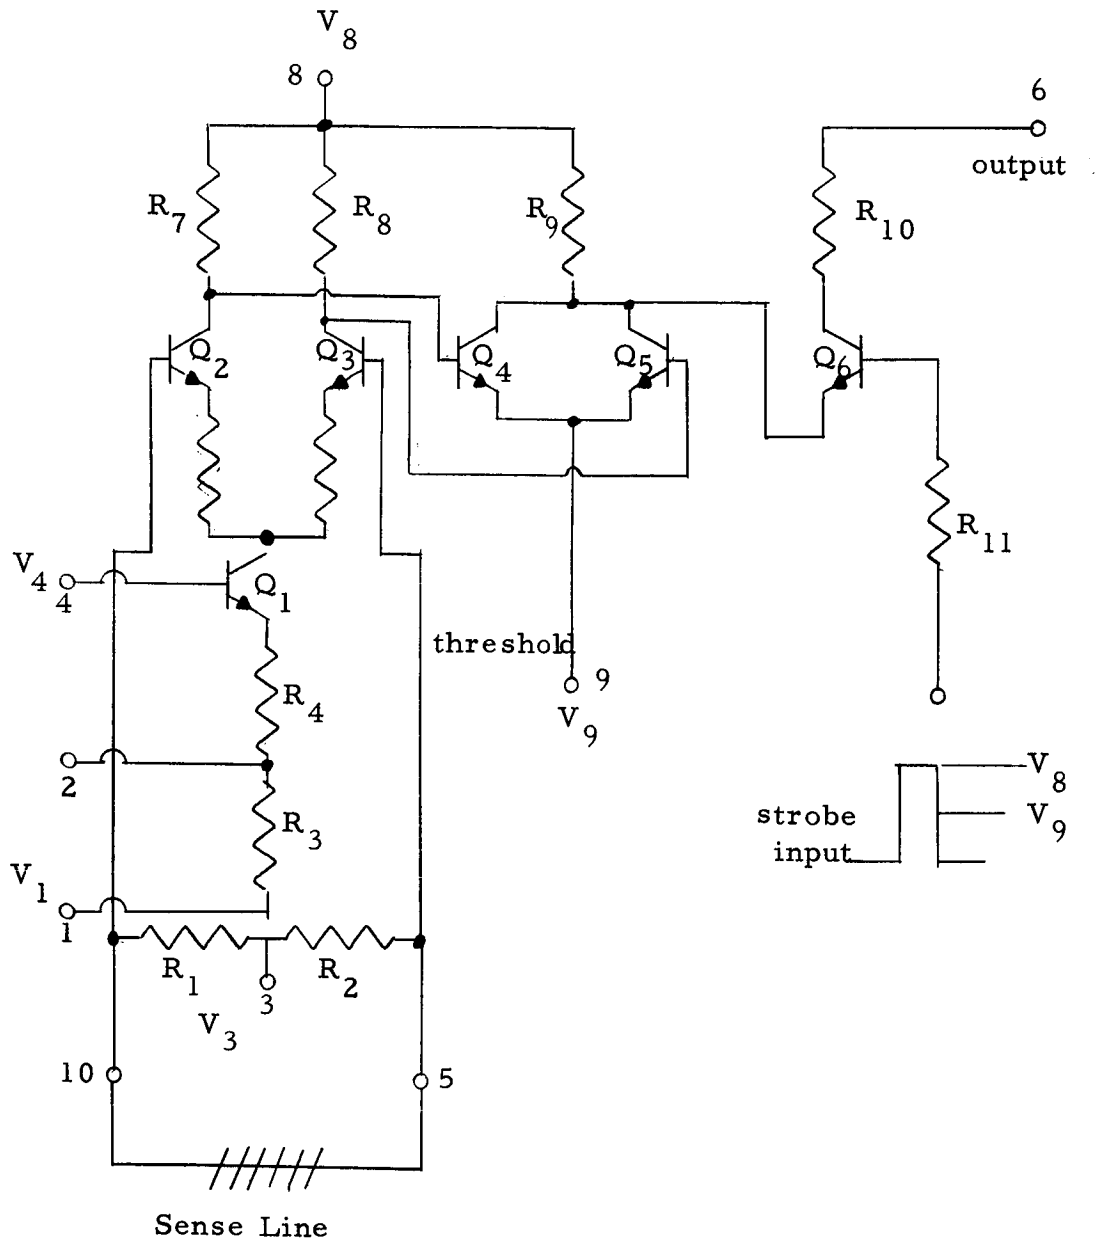 V8
8
6
output
R7
R8
R9
R10
Q2
Q3
Q4
Q5
Q6
R11
V4
4
Q1
threshold
9
V9
R4
2
R3
V8
strobe
V9
input
V1
1
R1
R2
3
V3
10
5
Sense Line